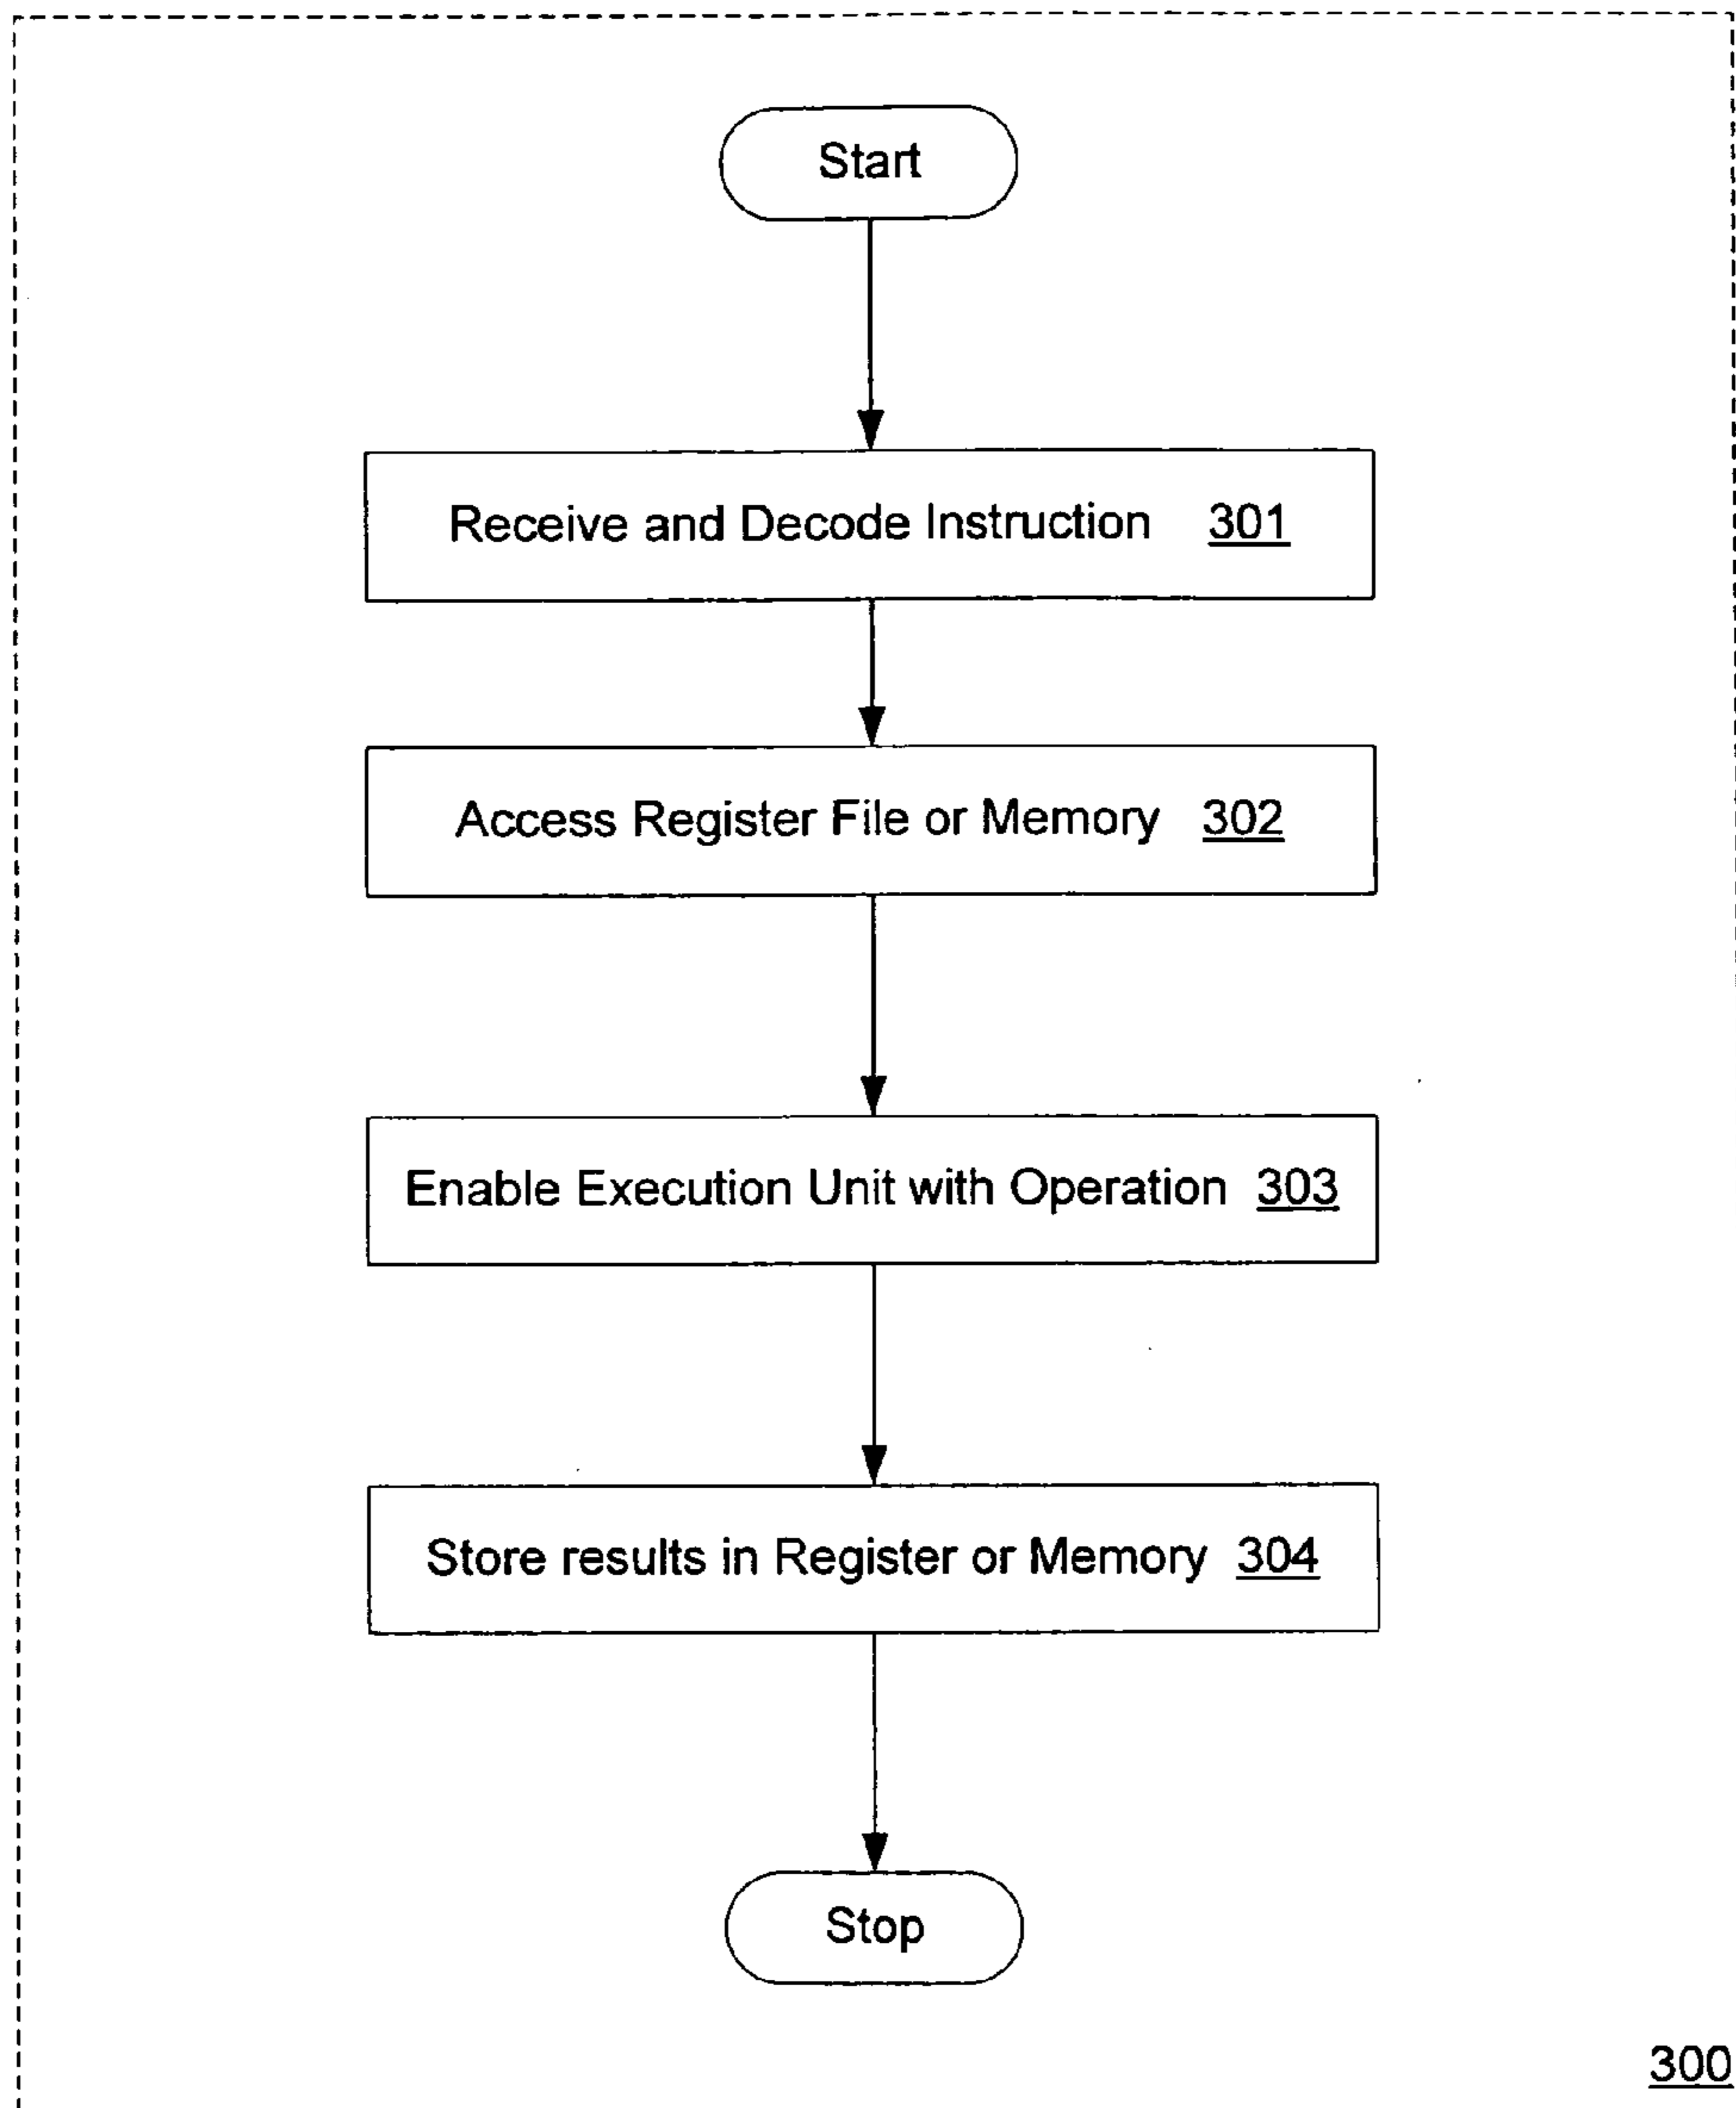 Start
Receive and Decode Instruction 301
Access Register File or Memory 302
Enable Execution Unit with Operation 303
Store results in Register or Memory 304
Stop
300